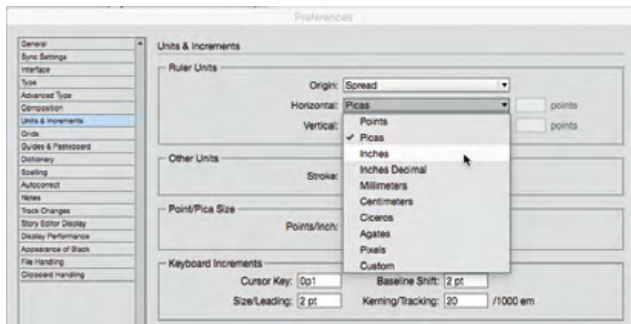 Preferences
General
Sync Settings
Interface
Type
Advanced Type
Composition
Units & Increments
Grids
Guides & Pasteboard
Dictionary
Spelling
Autocorrect
Notes
Track Changes
Story Editor Display
Display Performance
Appearance of Black
File Handling
Clipboard Handling
Units & Increments
Ruler Units
Origin: Spread
Horizontal: Picas points
Vertical: points
Points
✓ Picas
Inches
Inches Decimal
Millimeters
Centimeters
Ciceros
Agates
Pixels
Custom
Other Units
Stroke:
Point/Pica Size
Points/Inch:
Keyboard Increments
Cursor Key: 0p1 Baseline Shift: 2 pt
Size/Leading: 2 pt Kerning/Tracking: 20 /1000 em